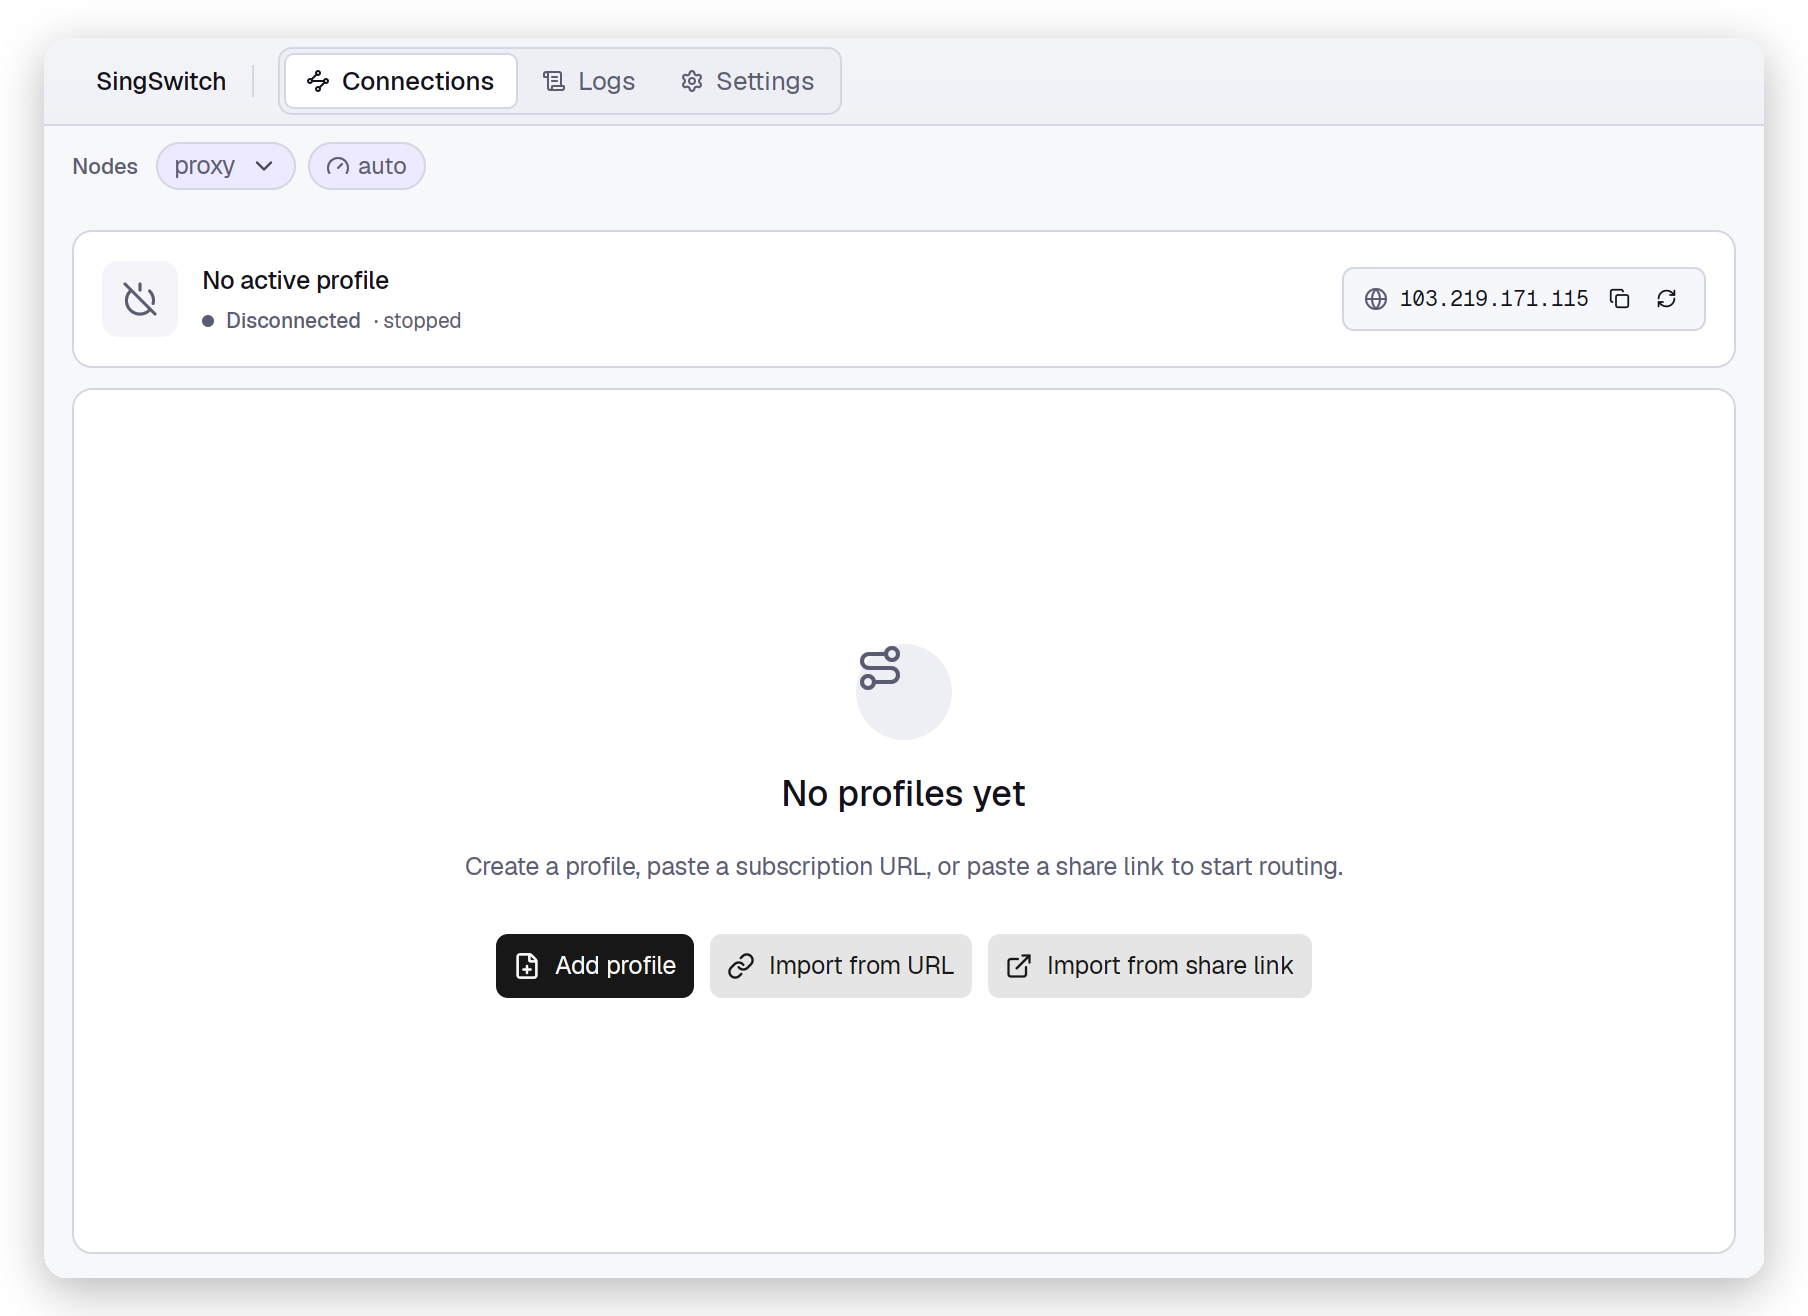 SingSwitch
Connections
Logs
Settings
Nodes
proxy
auto
No active profile
Disconnected · stopped
103.219.171.115
No profiles yet
Create a profile, paste a subscription URL, or paste a share link to start routing.
Add profile
Import from URL
Import from share link